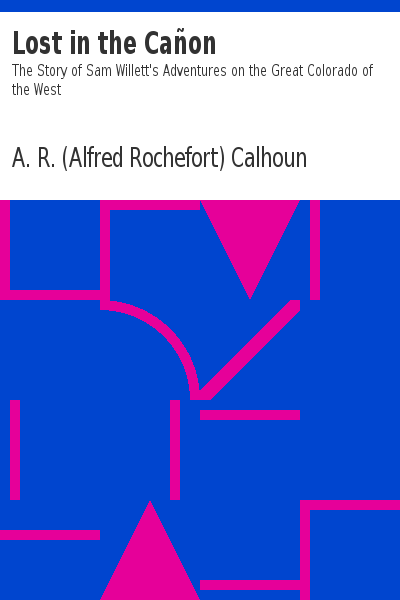 Lost in the Cañon
The Story of Sam Willett's Adventures on the Great Colorado of
the West
A. R. (Alfred Rochefort) Calhoun